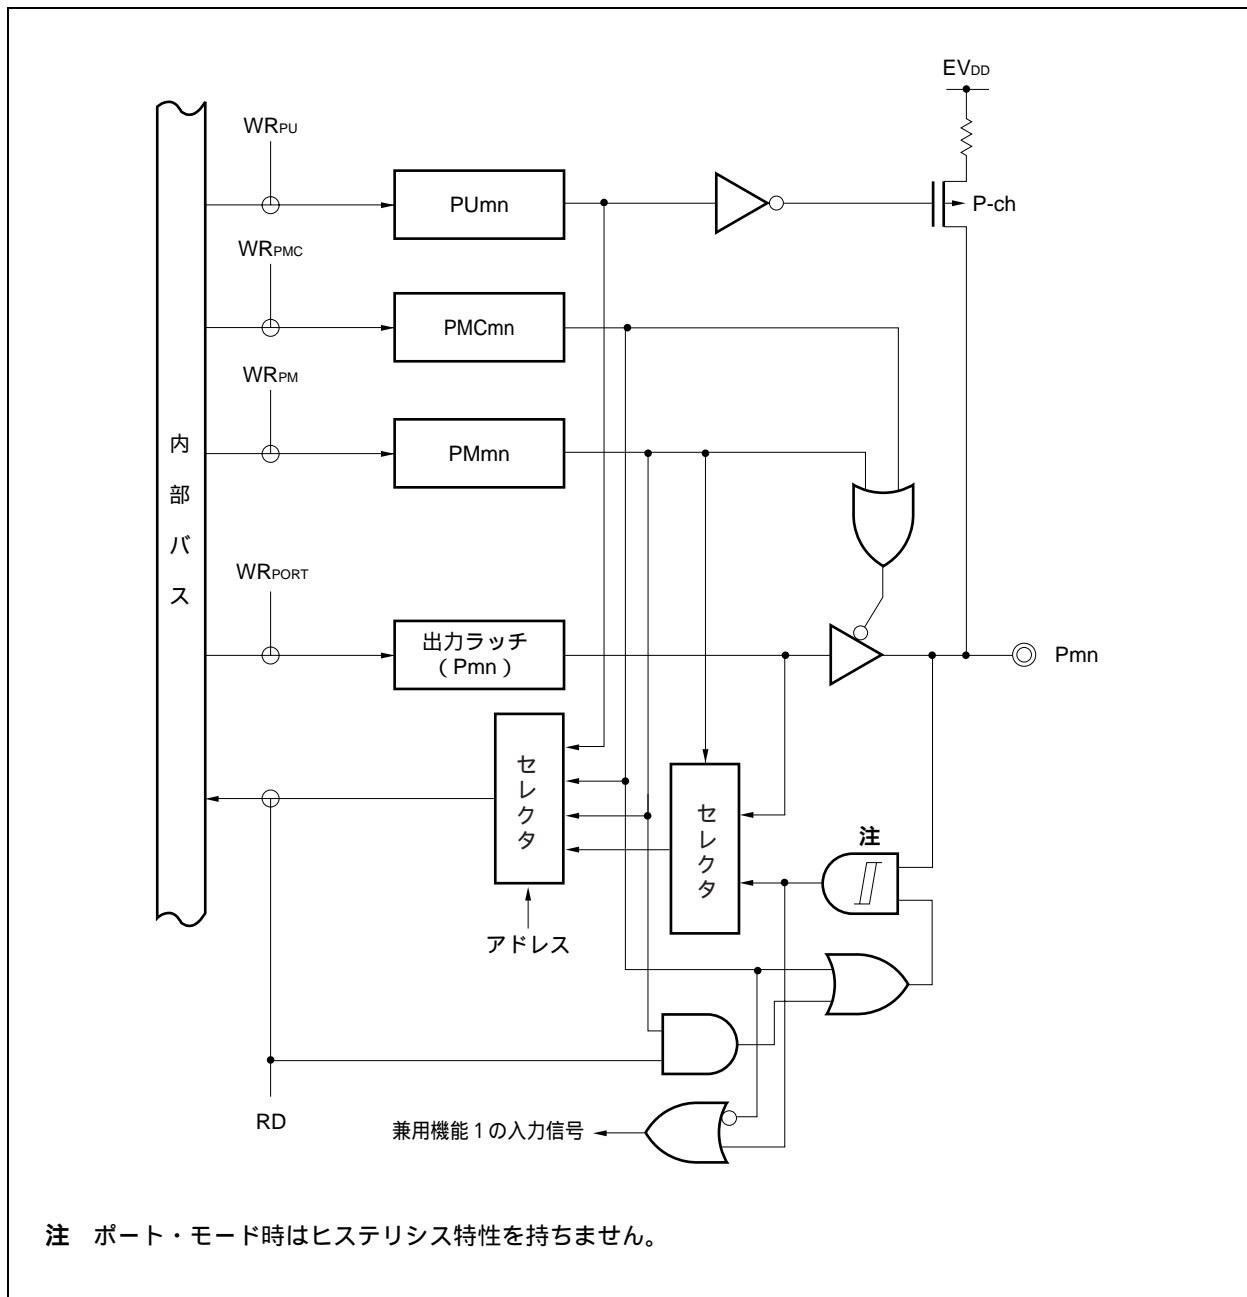 EVDD
WRPU
PUmn
P-ch
WRPMC
PMCmn
WRPM
PMmn
内部バス
WRPORT
出力ラッチ
(Pmn)
Pmn
セレクタ
セレクタ
注
アドレス
RD
兼用機能1の入力信号
注 ポート・モード時はヒステリシス特性を持ちません。